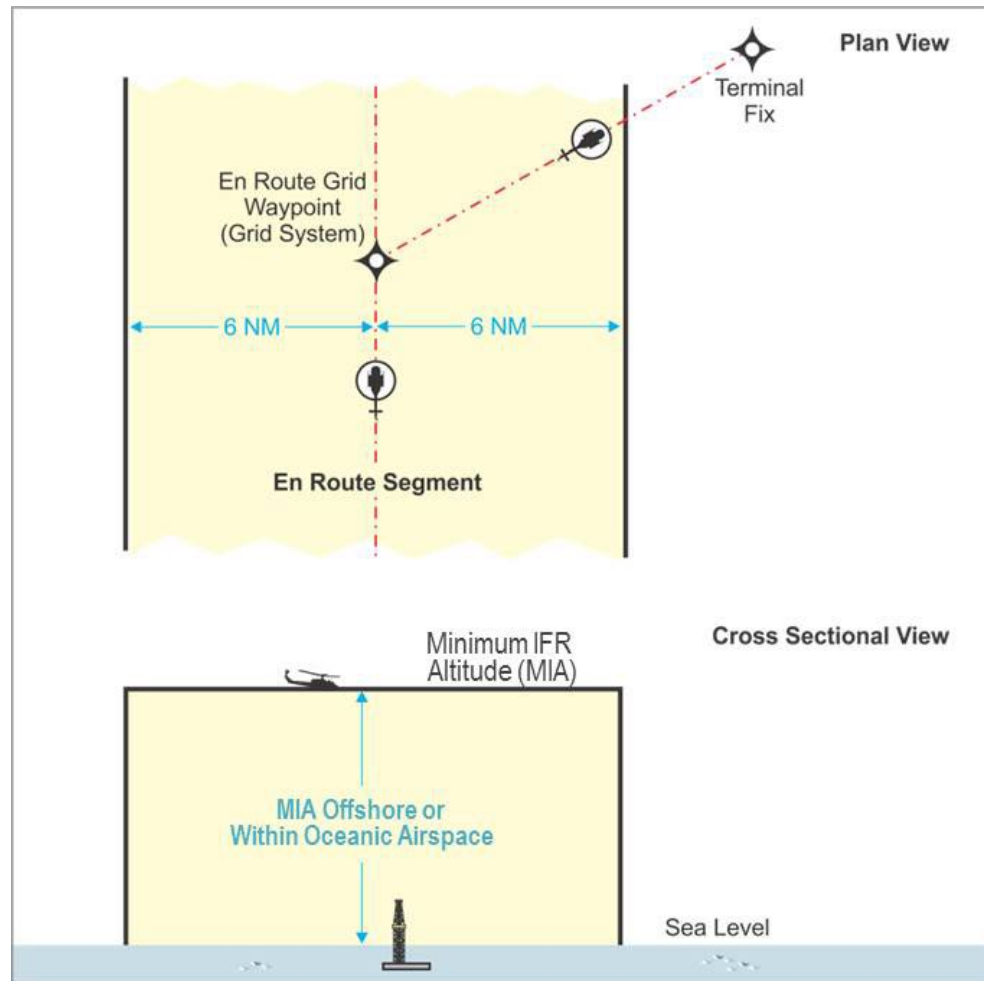 Plan View
Terminal
Fix
En Route Grid
Waypoint
(Grid System)
6 NM
6 NM
En Route Segment
Cross Sectional View
Minimum IFR
Altitude (MIA)
MIA Offshore or
Within Oceanic Airspace
Sea Level